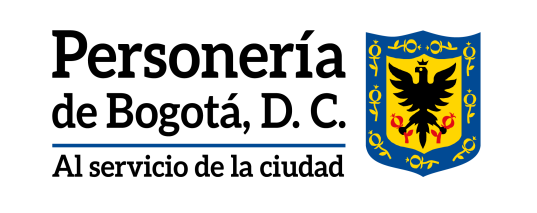 Personería
de Bogotá, D. C.
Al servicio de la ciudad